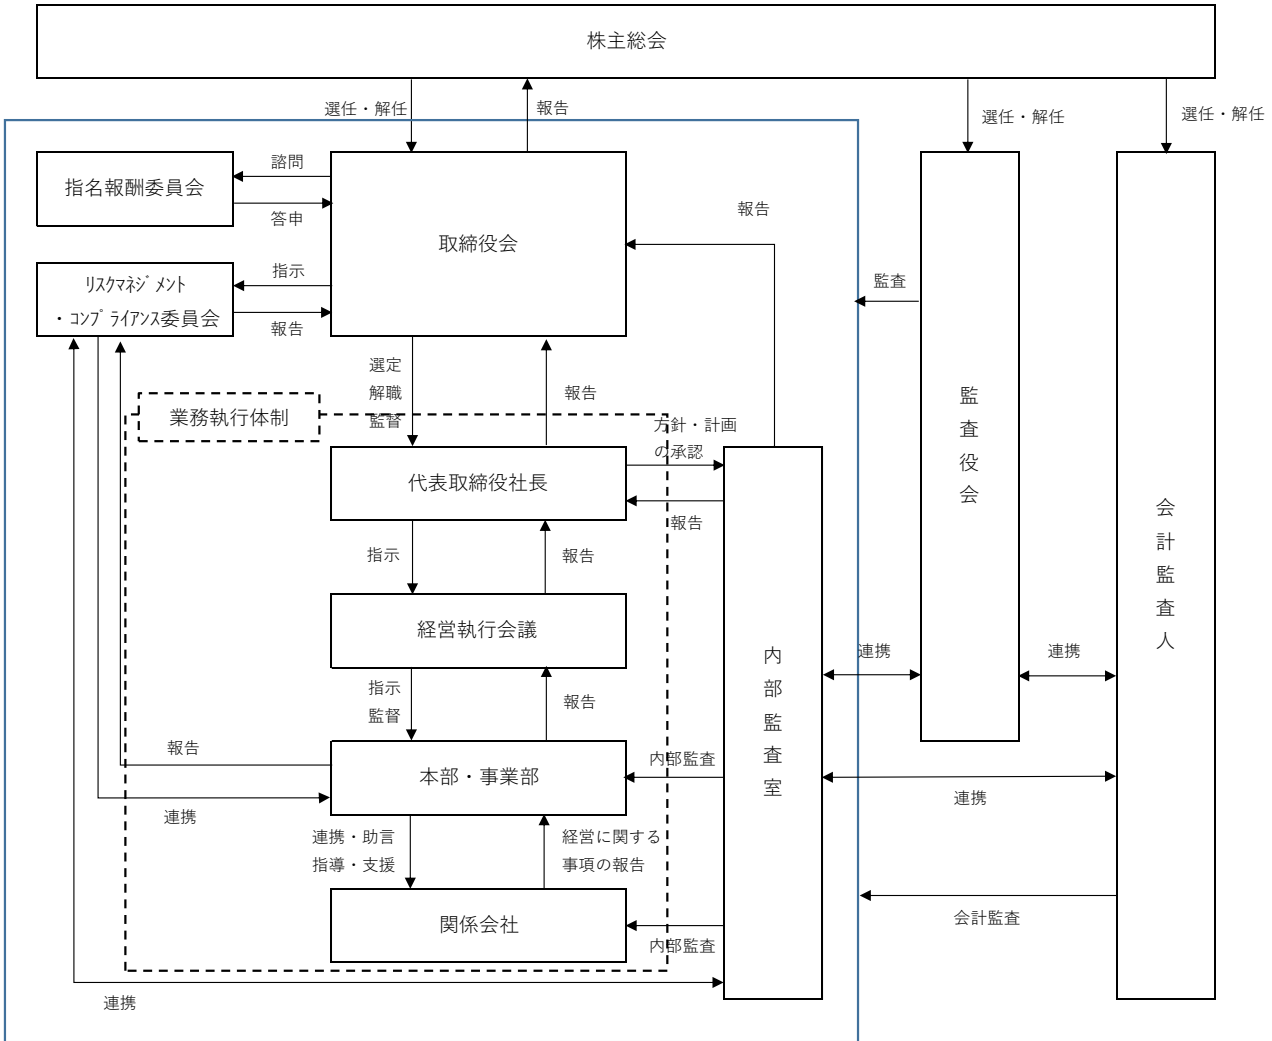 株主総会
選任・解任
報告
選任・解任
選任・解任
指名報酬委員会
諮問
答申
取締役会
報告
ﾘｽｸﾏﾈｼﾞﾒﾝﾄ
・ｺﾝﾌﾟﾗｲｱﾝｽ委員会
指示
報告
監査
選定
解職
監督
報告
業務執行体制
方針・計画
の承認
代表取締役社長
報告
指示
報告
経営執行会議
指示
監督
報告
報告
本部・事業部
内部監査
連携
連携・助言
指導・支援
経営に関する
事項の報告
関係会社
内部監査
連携
内部監査室
監査役会
会計監査人
連携
連携
連携
会計監査